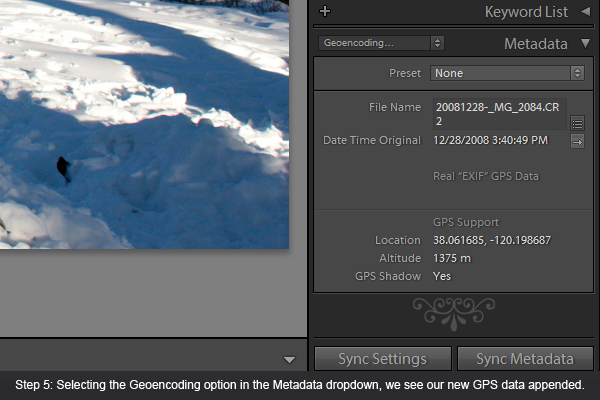 Keyword List
Geoencoding...
Metadata
Preset None
File Name 20081228-_MG_2084.CR
2
Date Time Original 12/28/2008 3:40:49 PM
Real "EXIF" GPS Data
GPS Support
Location 38.061685, -120.198687
Altitude 1375 m
GPS Shadow Yes
Sync Settings Sync Metadata
Step 5: Selecting the Geoencoding option in the Metadata dropdown, we see our new GPS data appended.